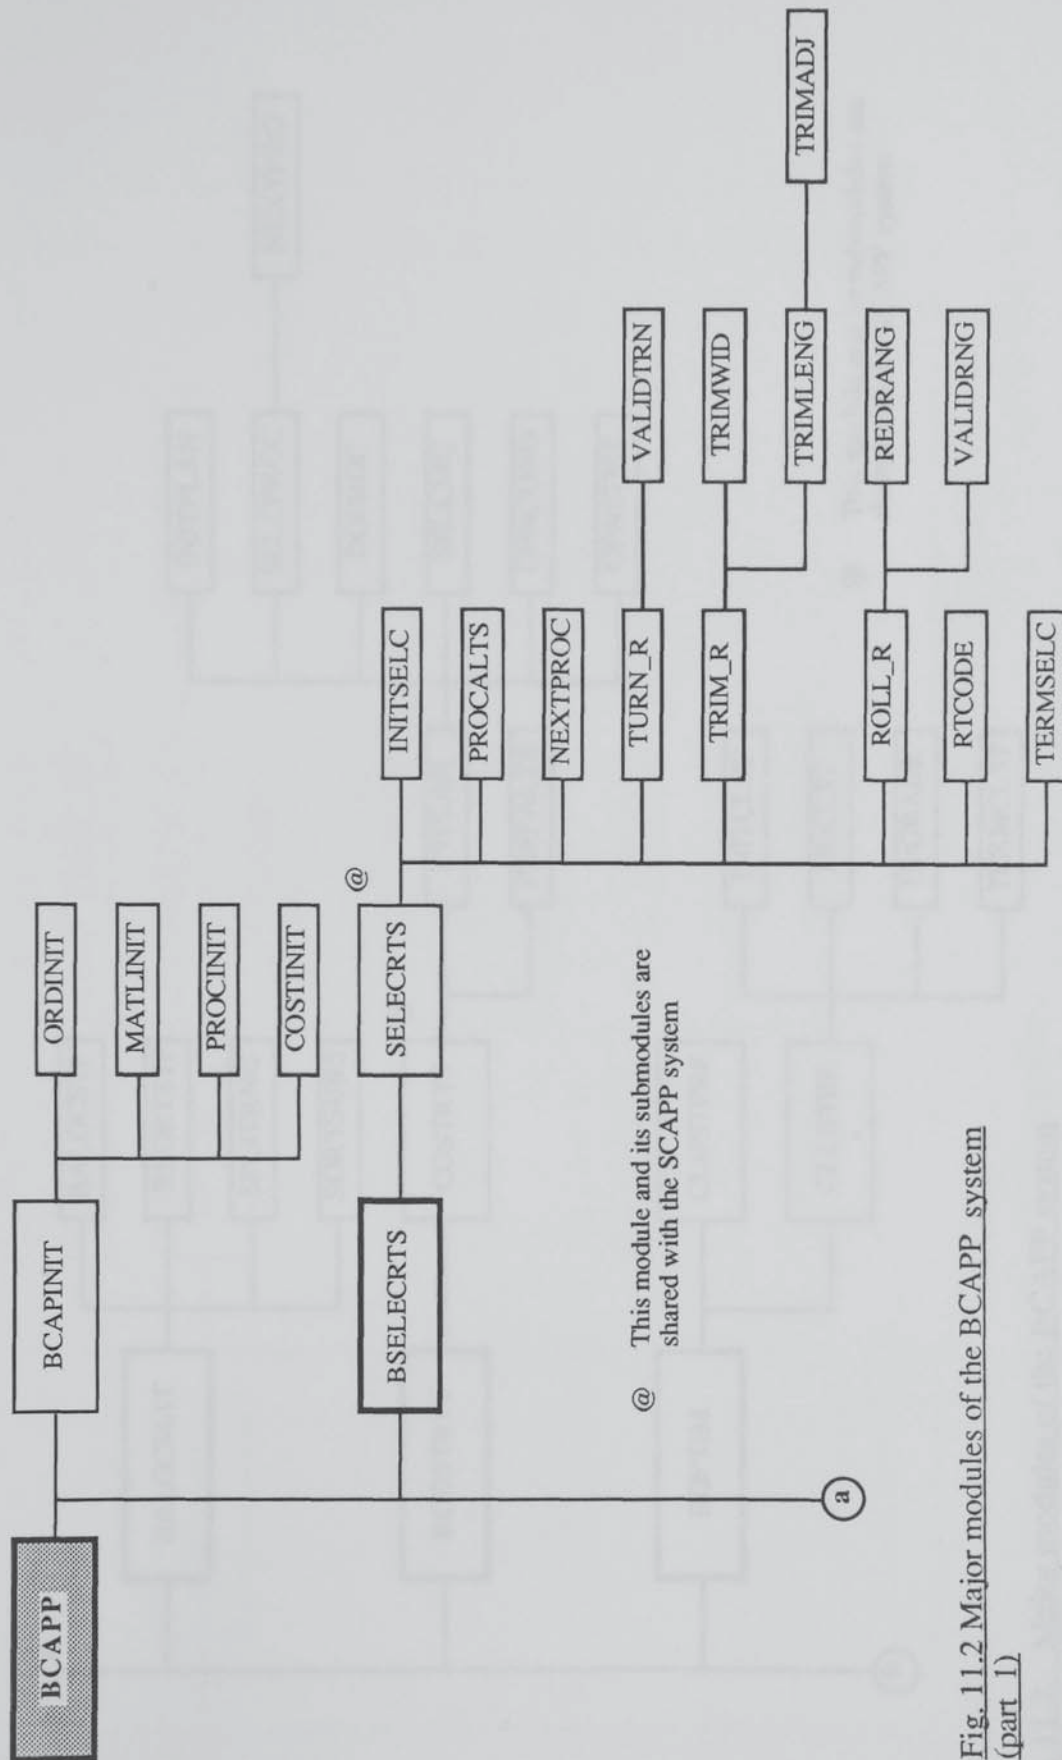 BCAPP
BCAPINIT
ORDINIT
MATLINIT
PROCINIT
COSTINIT
BSELECRTS
SELECRTS
@
INITSELC
PROCALTS
NEXTPROC
TURN_R
VALIDTRN
TRIM_R
TRIMWID
TRIMLENG
TRIMADJ
ROLL_R
REDRANG
VALIDRNG
RTCODE
TERMSELC
a
@ This module and its submodules are
shared with the SCAPP system
Fig. 11.2 Major modules of the BCAPP system
(part 1)